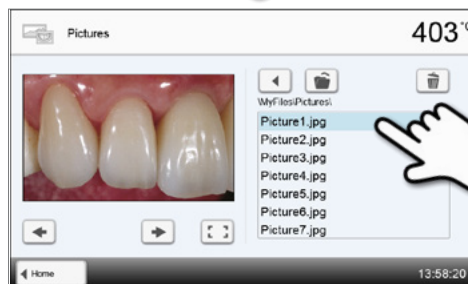 Pictures
403 °C
\MyFiles\Pictures\
Picture1.jpg
Picture2.jpg
Picture3.jpg
Picture4.jpg
Picture5.jpg
Picture6.jpg
Picture7.jpg
Home
13:58:20